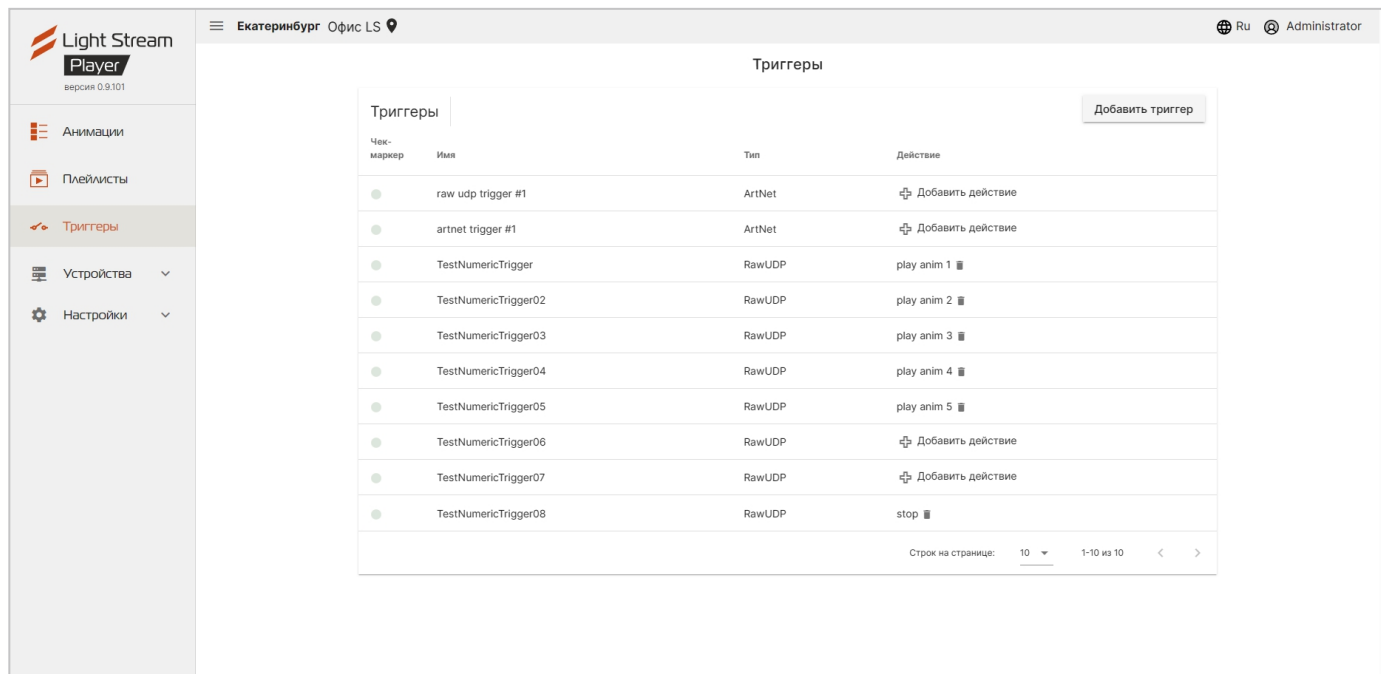 Light Stream
Player
версия 0.9.101
Екатеринбург Офис LS
Ru Administrator
Анимации
Плейлисты
Триггеры
Устройства
Настройки
Триггеры
Триггеры
Добавить триггер
Чек-
маркер Имя Тип Действие
raw udp trigger #1 ArtNet Добавить действие
artnet trigger #1 ArtNet Добавить действие
TestNumericTrigger RawUDP play anim 1
TestNumericTrigger02 RawUDP play anim 2
TestNumericTrigger03 RawUDP play anim 3
TestNumericTrigger04 RawUDP play anim 4
TestNumericTrigger05 RawUDP play anim 5
TestNumericTrigger06 RawUDP Добавить действие
TestNumericTrigger07 RawUDP Добавить действие
TestNumericTrigger08 RawUDP stop
Строк на странице: 10 1-10 из 10